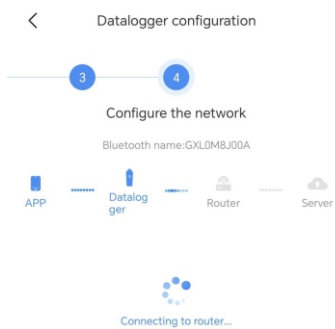 Datalogger configuration
3
4
Configure the network
Bluetooth name:GXL0M8J00A
APP
Datalog
ger
Router
Server
Connecting to router...